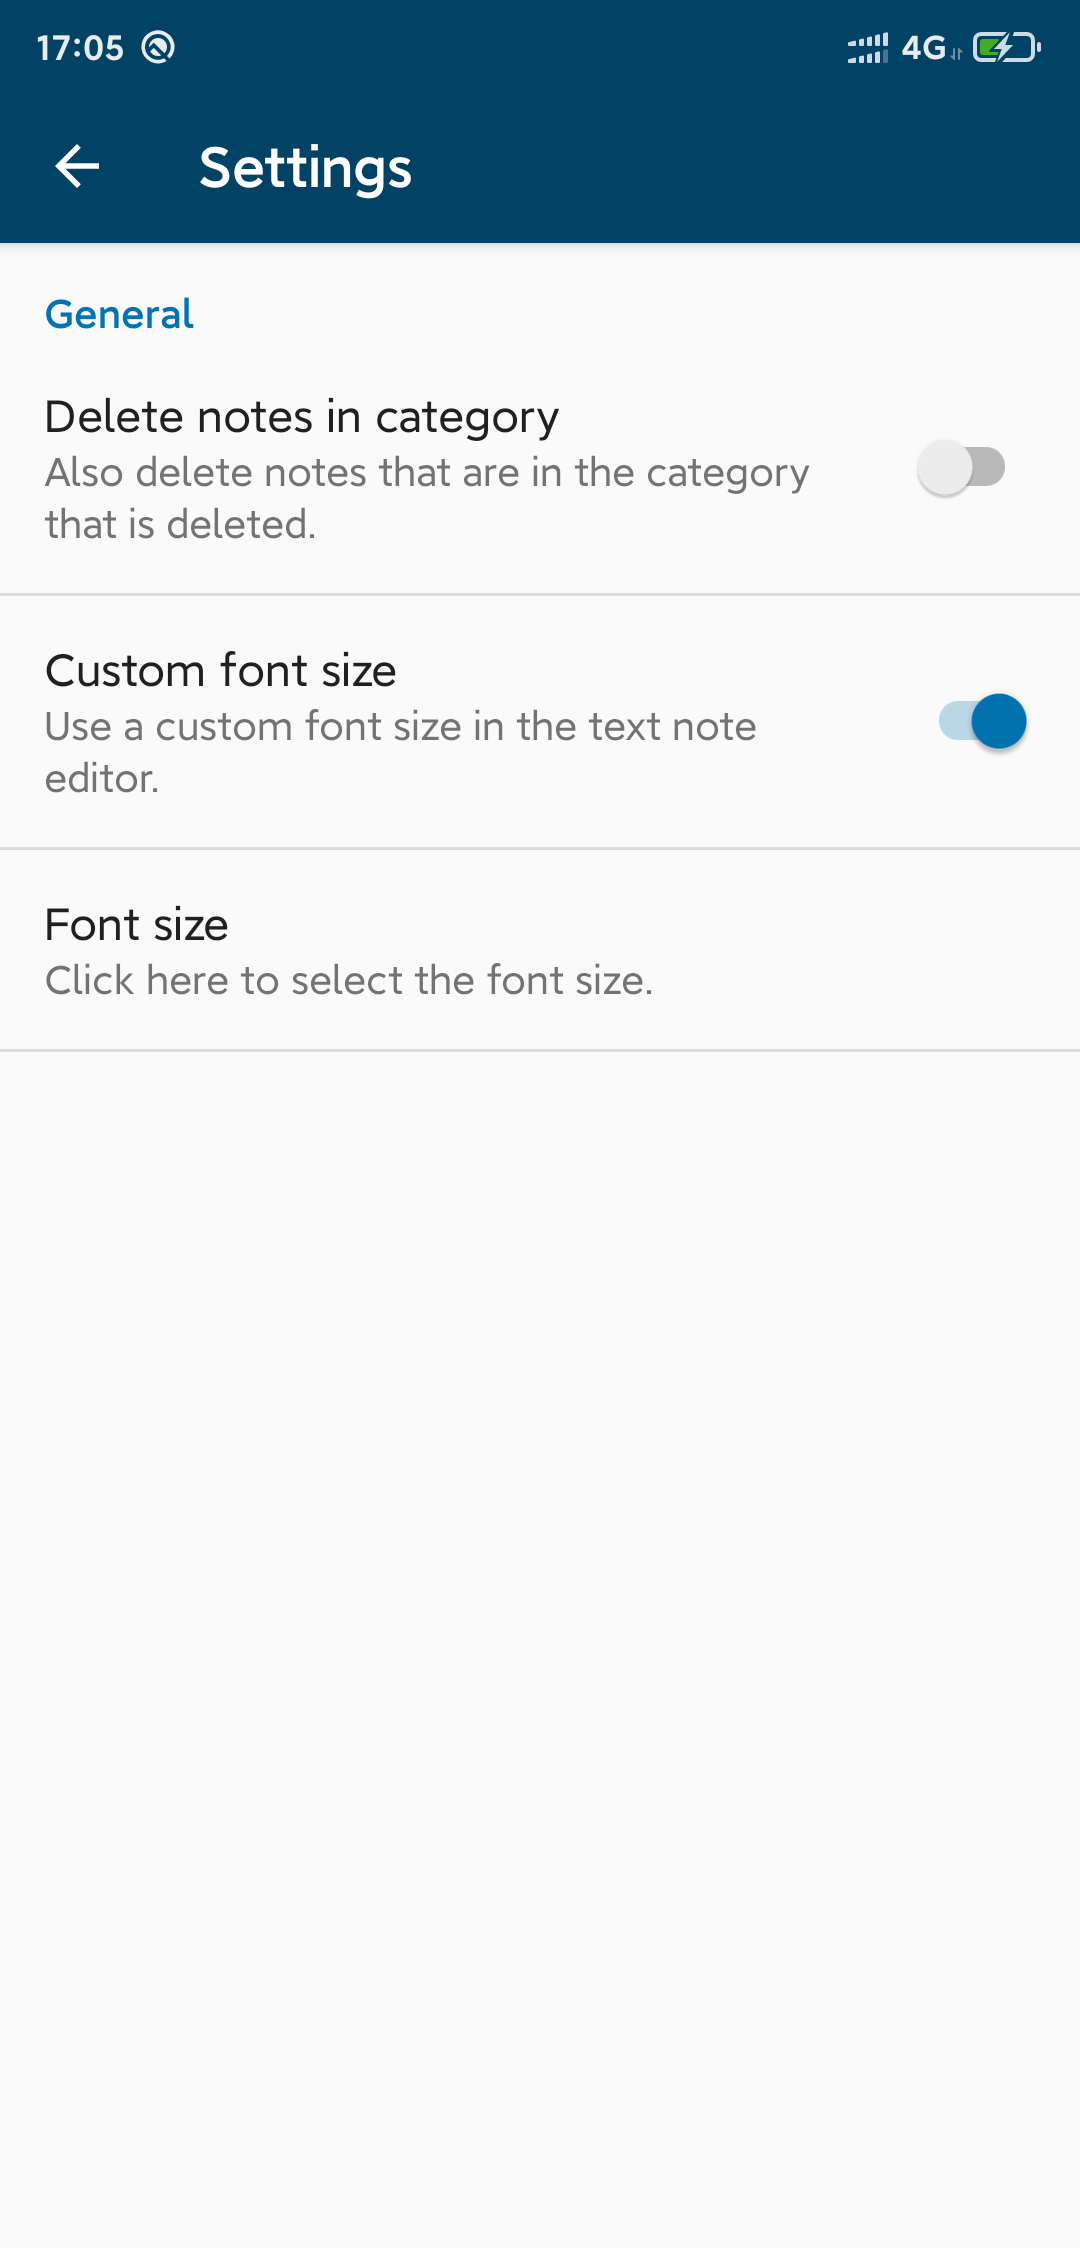 17:05
4G
Settings
General
Delete notes in category
Also delete notes that are in the category
that is deleted.
Custom font size
Use a custom font size in the text note
editor.
Font size
Click here to select the font size.